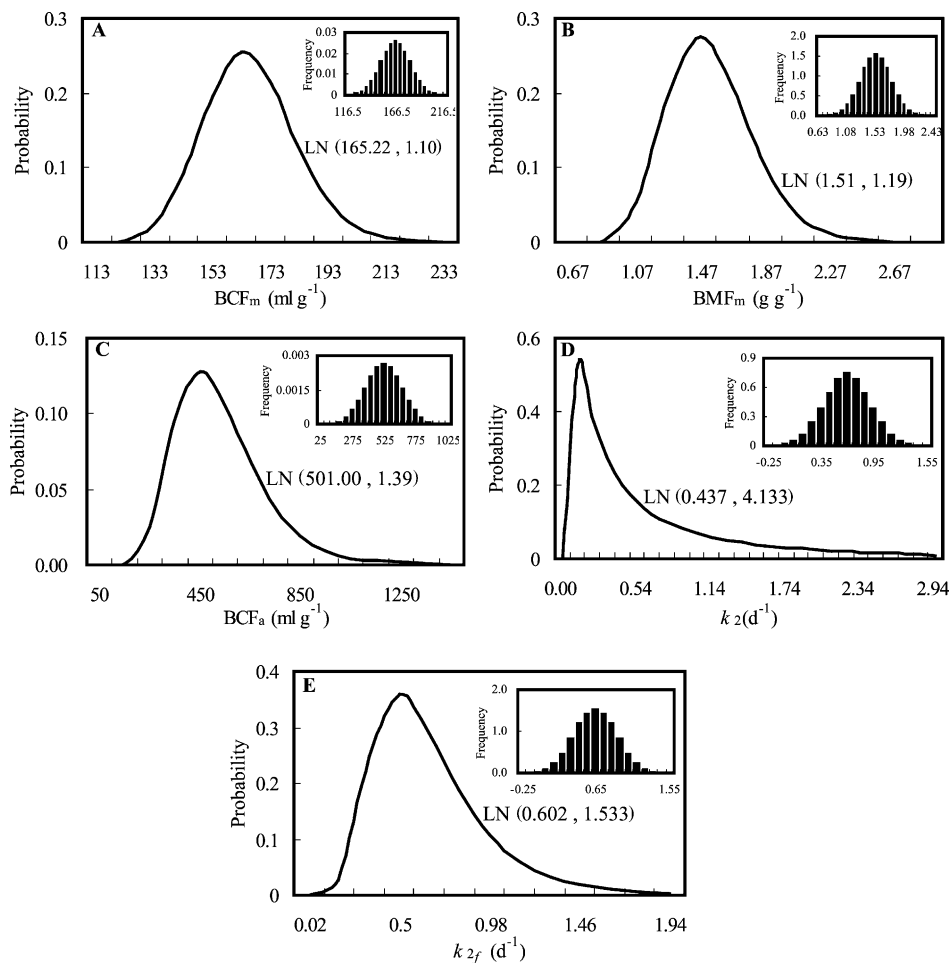 A
0.3
0.2
0.1
0
Probability
113 133 153 173 193 213 233
BCFm (ml g-1)
0.03
0.02
0.01
0
Frequency
116.5 166.5 216.5
LN (165.22 , 1.10)
B
0.3
0.2
0.1
0
Probability
0.67 1.07 1.47 1.87 2.27 2.67
BMFm (g g-1)
2.0
1.5
1.0
0.5
0.0
Frequency
0.63 1.08 1.53 1.98 2.43
LN (1.51 , 1.19)
C
0.15
0.10
0.05
0.00
Probability
50 450 850 1250
BCFa (ml g-1)
0.003
0.0015
0
Frequency
25 275 525 775 1025
LN (501.00 , 1.39)
D
0.6
0.4
0.2
0
Probability
0.00 0.54 1.14 1.74 2.34 2.94
k 2(d-1)
0.9
0.6
0.3
0
Frequency
-0.25 0.35 0.95 1.55
LN (0.437 , 4.133)
E
0.4
0.3
0.2
0.1
0
Probability
0.02 0.5 0.98 1.46 1.94
k 2f (d-1)
2.0
1.0
0.0
Frequency
-0.25 0.65 1.55
LN (0.602 , 1.533)